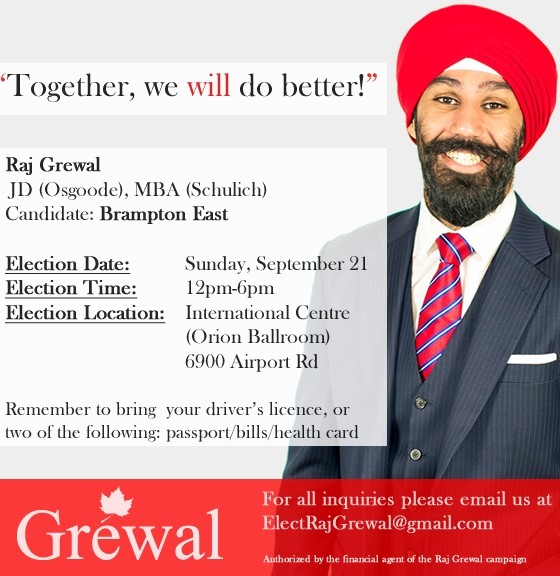 ‘Together, we will do better!”
Raj Grewal
JD (Osgoode), MBA (Schulich)
Candidate: Brampton East
Election Date: Sunday, September 21
Election Time: 12pm-6pm
Election Location: International Centre
(Orion Ballroom)
6900 Airport Rd
Remember to bring your driver’s licence, or
two of the following: passport/bills/health card
Grewal
For all inquiries please email us at
ElectRajGrewal@gmail.com
Authorized by the financial agent of the Raj Grewal campaign